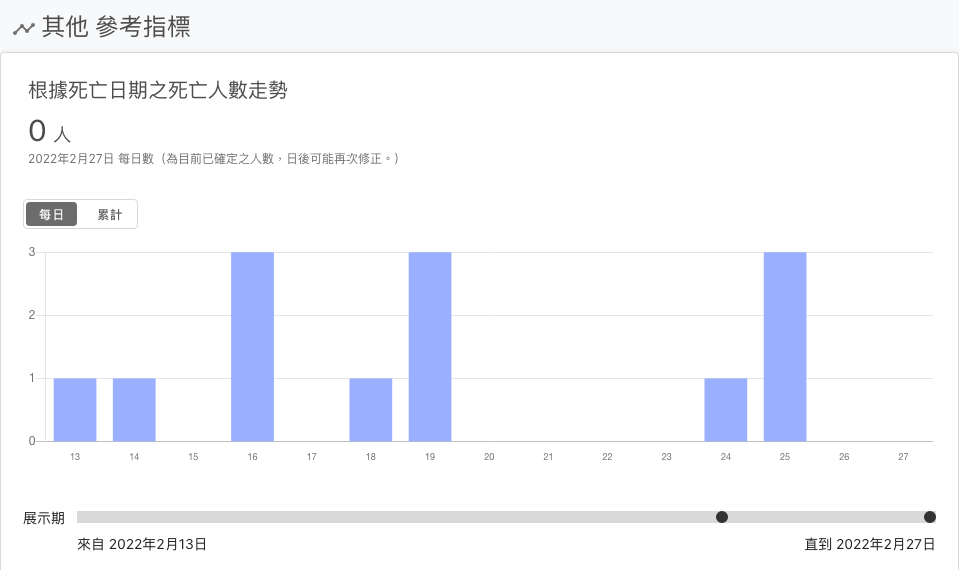 其他 參考指標
根據死亡日期之死亡人數走勢
0 人
2022年2月27日 每日數（為目前已確定之人數，日後可能再次修正。）
每日 累計
3
2
1
0
13 14 15 16 17 18 19 20 21 22 23 24 25 26 27
展示期
來自 2022年2月13日 直到 2022年2月27日